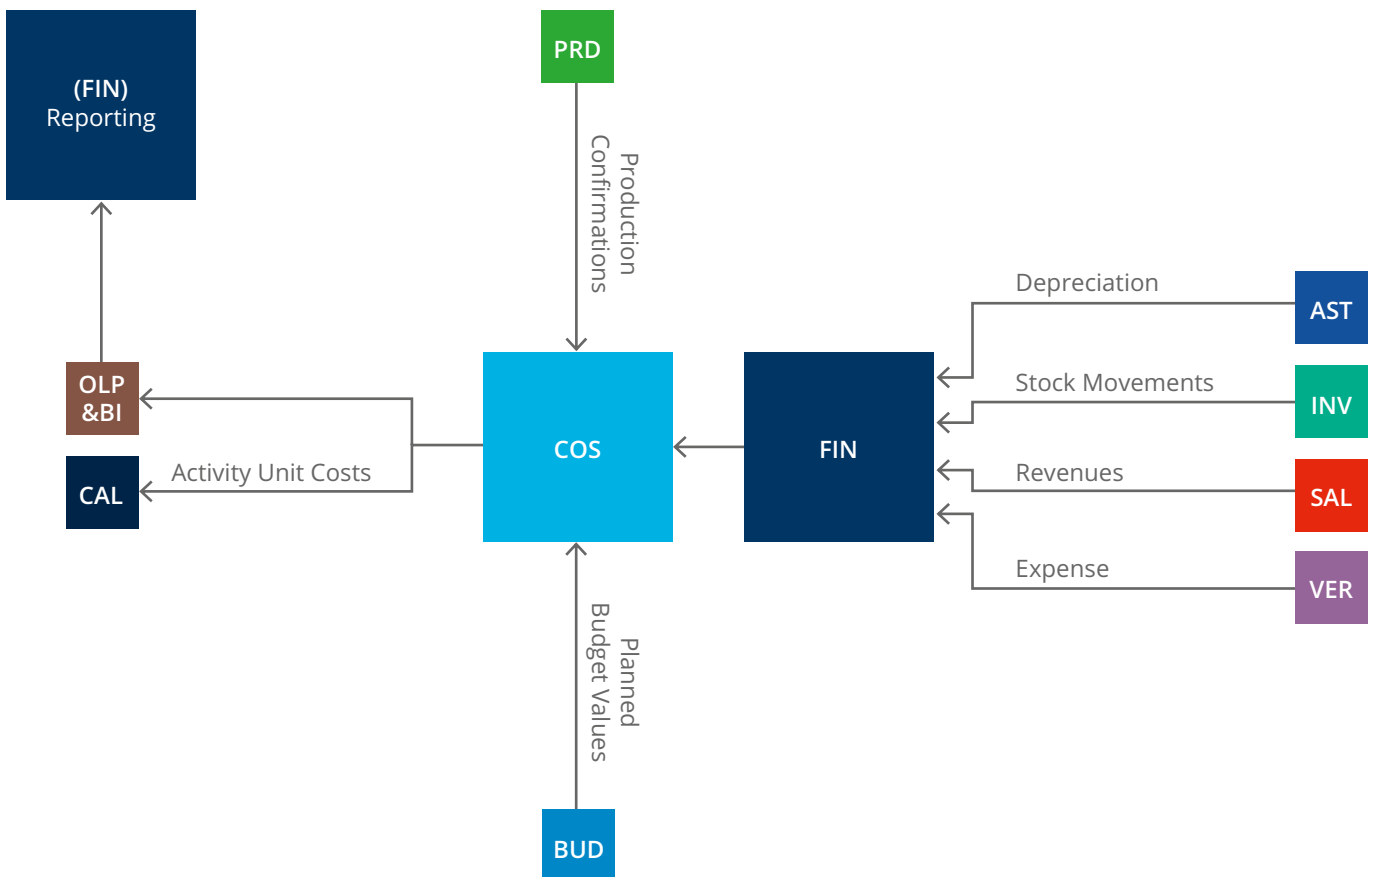 (FIN)
Reporting
PRD
Production
Confirmations
Depreciation
AST
Stock Movements
INV
OLP
&BI
COS
FIN
Activity Unit Costs
CAL
Revenues
SAL
Expense
VER
Planned
Budget Values
BUD